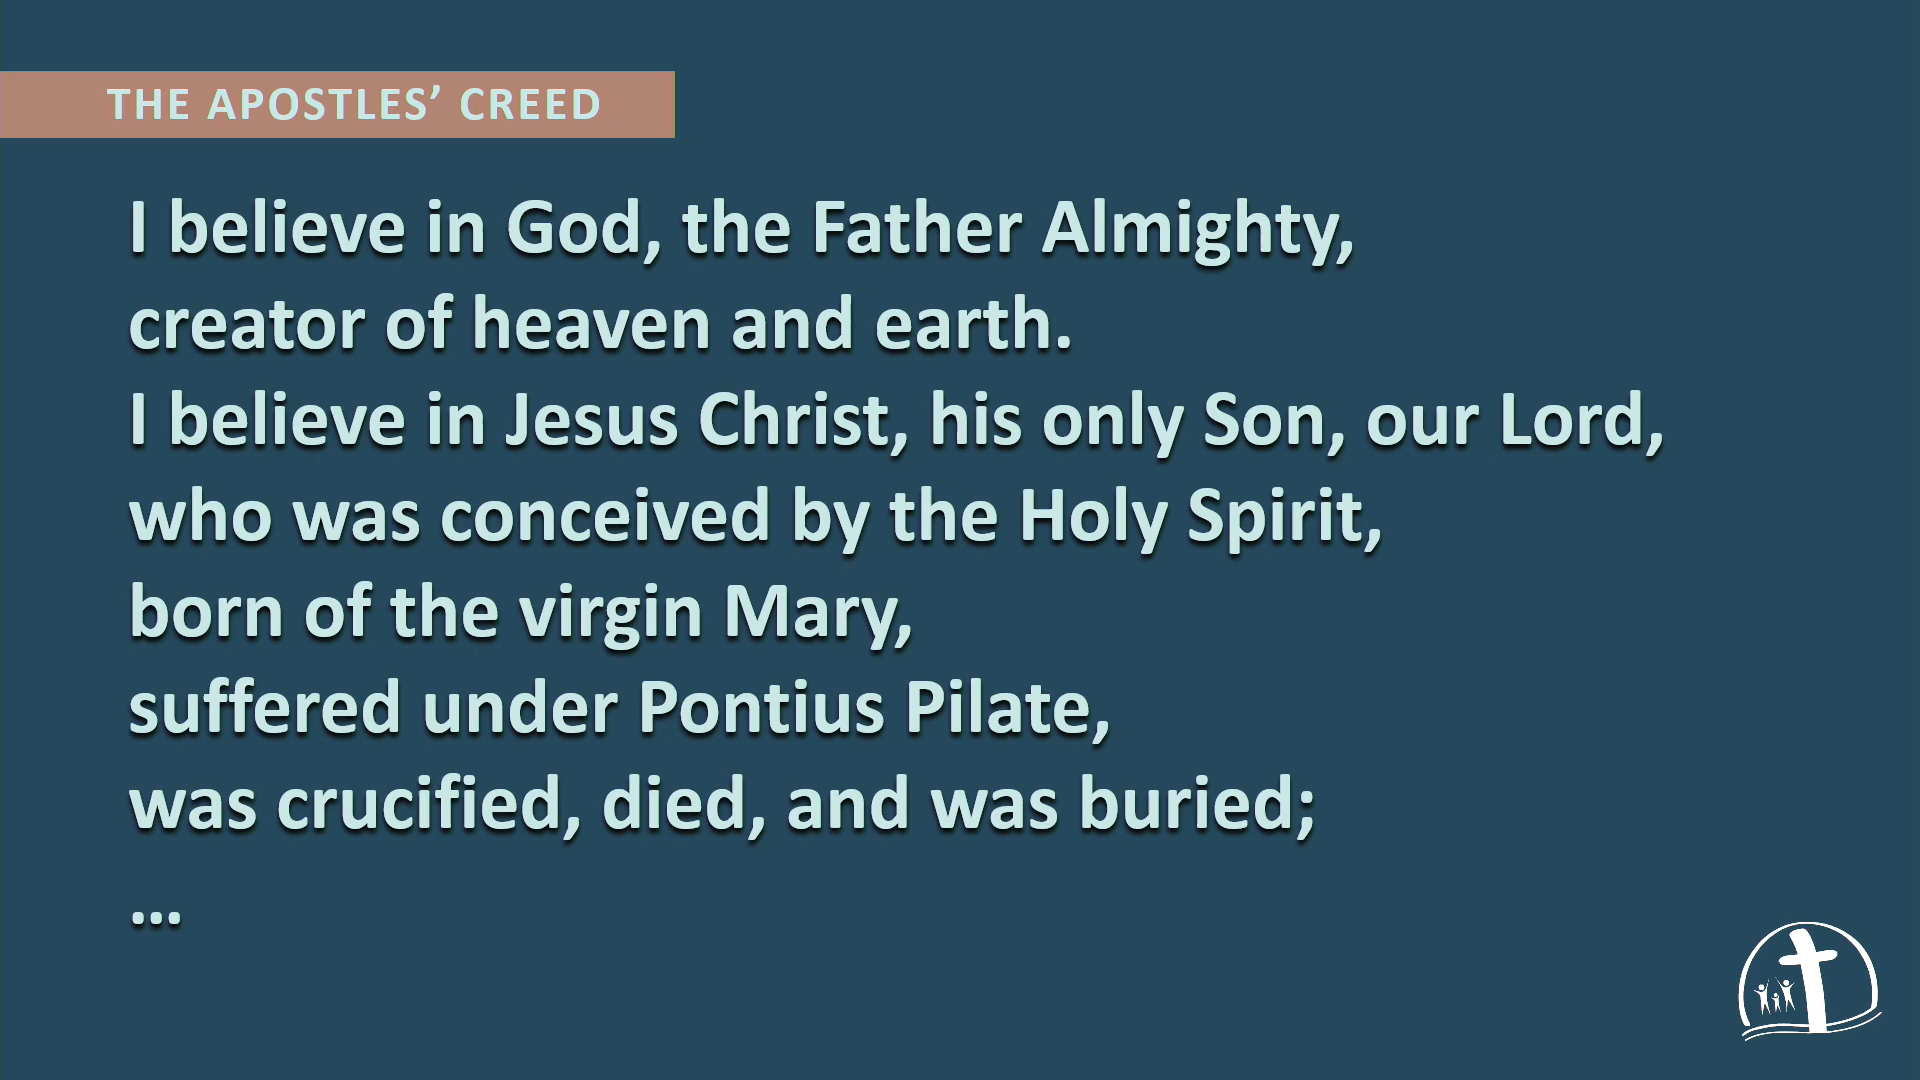 THE APOSTLES’ CREED
I believe in God, the Father Almighty,
creator of heaven and earth.
I believe in Jesus Christ, his only Son, our Lord,
who was conceived by the Holy Spirit,
born of the virgin Mary,
suffered under Pontius Pilate,
was crucified, died, and was buried;
…